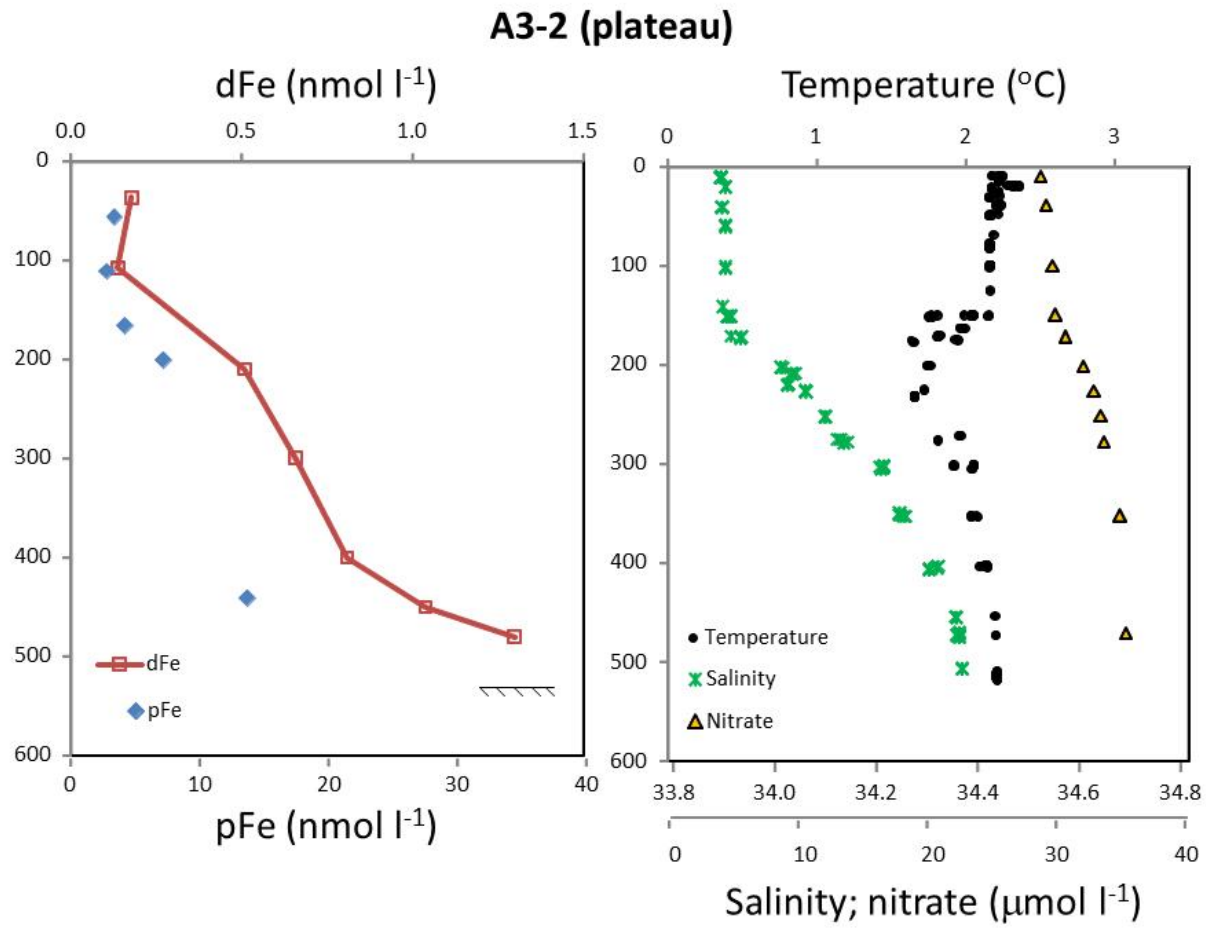 A3-2 (plateau)
dFe (nmol l-1)
0.0 0.5 1.0 1.5
0
100
200
300
400
500
600
dFe
pFe
0 10 20 30 40
pFe (nmol l-1)
Temperature (oC)
0 1 2 3
0
100
200
300
400
500
600
Temperature
Salinity
Nitrate
33.8 34.0 34.2 34.4 34.6 34.8
0 10 20 30 40
Salinity; nitrate (μmol l-1)